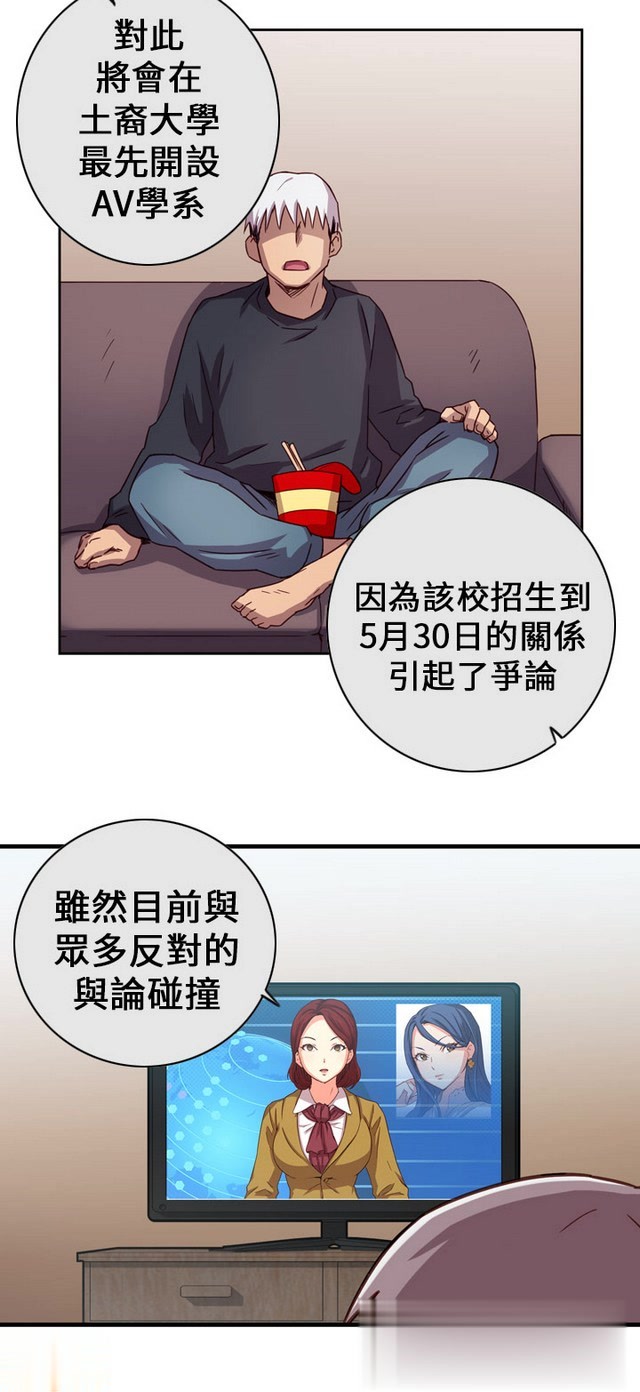 對此
將會在
土裔大學
最先開設
AV學系
因為該校招生到
5月30日的關係
引起了爭論
雖然目前與
眾多反對的
與論碰撞